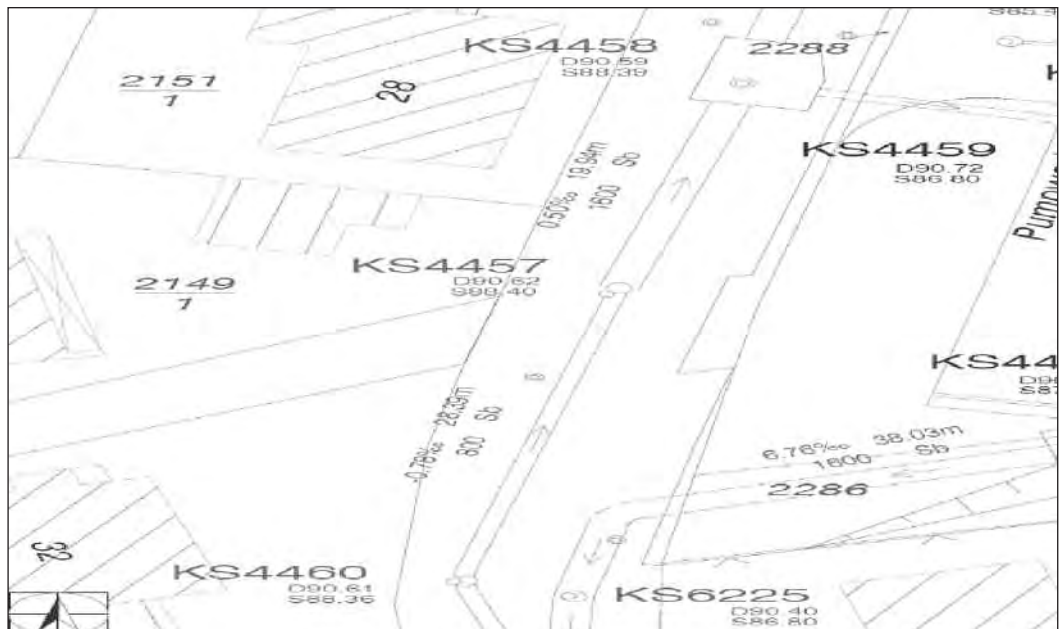 KS4458
D90.59
S88.39
2288
2151
1
28
KS4459
D90.72
S86.80
0.50‰ 19.94m
1600 Sb
KS4457
D90.62
S88.40
2149
1
KS44
-0.76‰ 28.39m
800 Sb
6.76‰ 38.03m
1600 Sb
2286
32
KS4460
D90.61
S88.36
KS6225
D90.40
S86.80